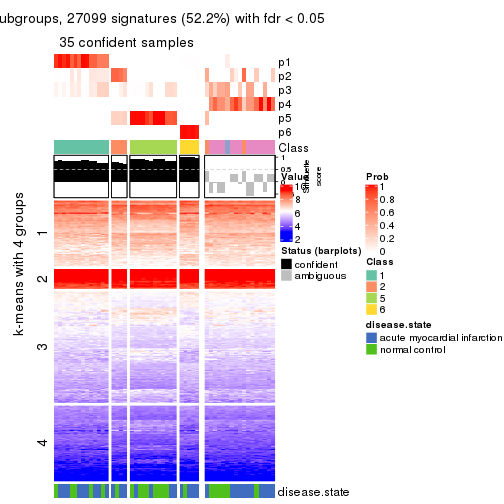 ubgroups, 27099 signatures (52.2%) with fdr < 0.05
35 confident samples
p1
p2
p3
p4
p5
p6
Class
1
0.5
0
Silhouette
score
k-means with 4 groups
1
2
3
4
disease.state
Value
10
8
6
4
2
Status (barplots)
confident
ambiguous
Prob
1
0.8
0.6
0.4
0.2
0
Class
1
2
5
6
disease.state
acute myocardial infarction
normal control